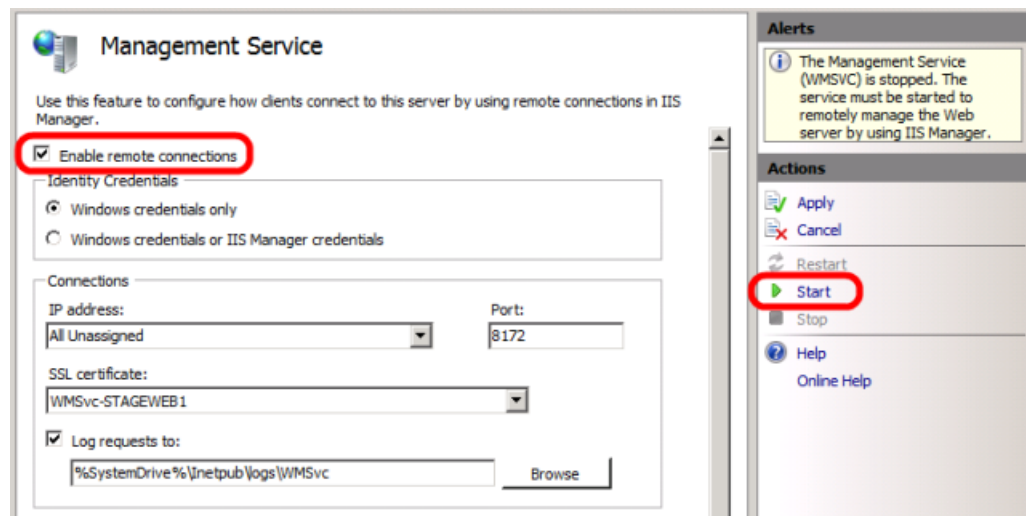 Management Service
Use this feature to configure how clients connect to this server by using remote connections in IIS
Manager.
Enable remote connections
Identity Credentials
Windows credentials only
Windows credentials or IIS Manager credentials
Connections
IP address:
Port:
All Unassigned
8172
SSL certificate:
WMSvc-STAGEWEB1
Log requests to:
%SystemDrive%\Inetpub\logs\WMSvc
Browse
Alerts
The Management Service
(WMSVC) is stopped. The
service must be started to
remotely manage the Web
server by using IIS Manager.
Actions
Apply
Cancel
Restart
Start
Stop
Help
Online Help